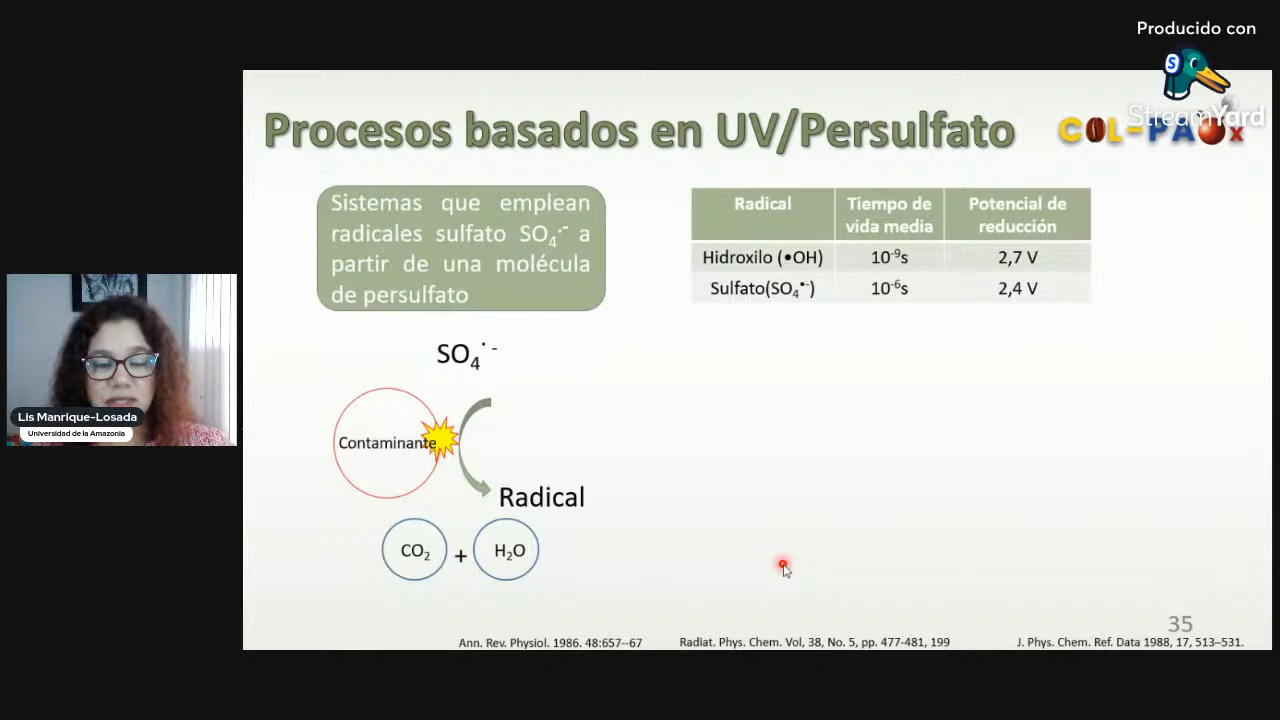 Producido con
StreamYard
Procesos basados en UV/Persulfato
COL-PAOx
Sistemas que emplean
radicales sulfato SO₄•⁻ a
partir de una molécula
de persulfato
Radical Tiempo de vida media Potencial de reducción
Hidroxilo (•OH) 10⁻⁹s 2,7 V
Sulfato(SO₄•⁻) 10⁻⁶s 2,4 V
SO₄•⁻
Contaminante
Radical
CO₂ + H₂O
Lis Manrique-Losada
Universidad de la Amazonia
35
Ann. Rev. Physiol. 1986. 48:657--67
Radiat. Phys. Chem. Vol, 38, No. 5, pp. 477-481, 199
J. Phys. Chem. Ref. Data 1988, 17, 513–531.